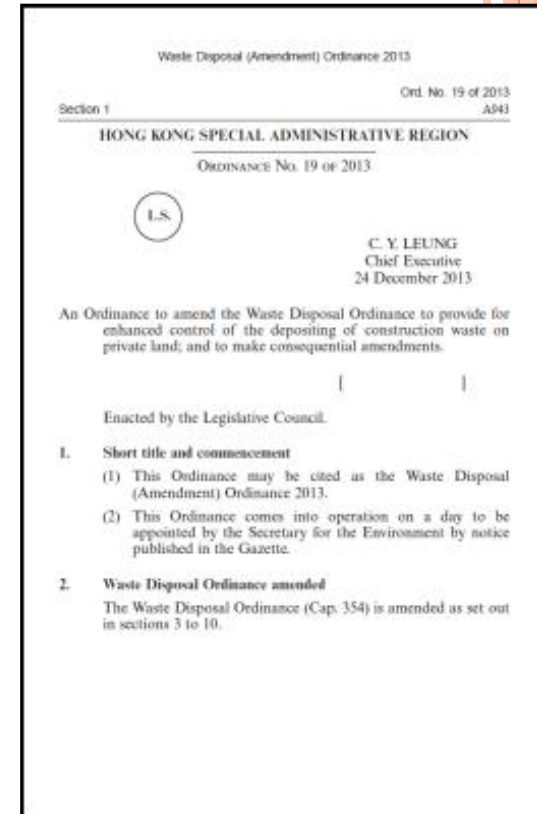 Waste Disposal (Amendment) Ordinance 2013
Ord. No. 19 of 2013
Section 1 A943
HONG KONG SPECIAL ADMINISTRATIVE REGION
ORDINANCE NO. 19 OF 2013
L.S.
C. Y. LEUNG
Chief Executive
24 December 2013
An Ordinance to amend the Waste Disposal Ordinance to provide for
enhanced control of the depositing of construction waste on
private land; and to make consequential amendments.
[ ]
Enacted by the Legislative Council.
1. Short title and commencement
(1) This Ordinance may be cited as the Waste Disposal
(Amendment) Ordinance 2013.
(2) This Ordinance comes into operation on a day to be
appointed by the Secretary for the Environment by notice
published in the Gazette.
2. Waste Disposal Ordinance amended
The Waste Disposal Ordinance (Cap. 354) is amended as set out
in sections 3 to 10.